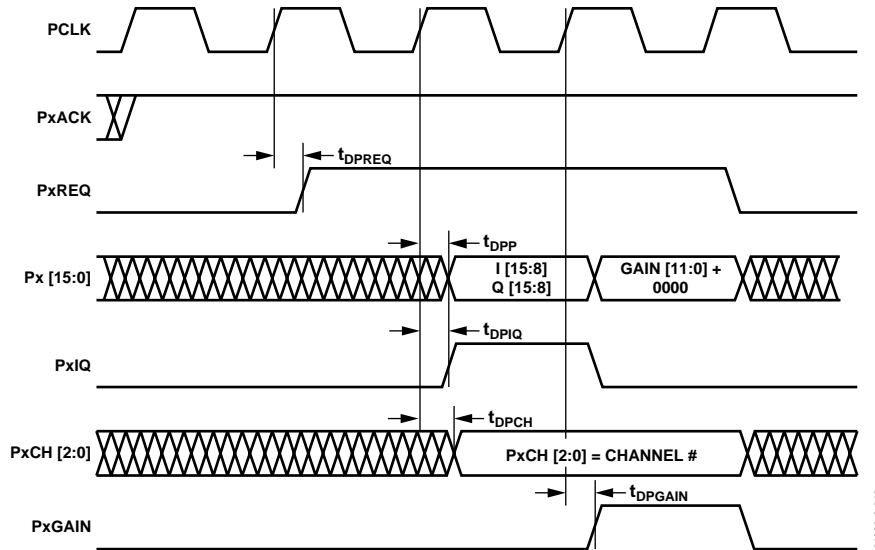 PCLK
PxACK
tDPREQ
PxREQ
tDPP
Px [15:0]
I [15:8]
Q [15:8]
GAIN [11:0] +
0000
tDPIQ
PxIQ
tDPCH
PxCH [2:0]
PxCH [2:0] = CHANNEL #
tDPGAIN
PxGAIN